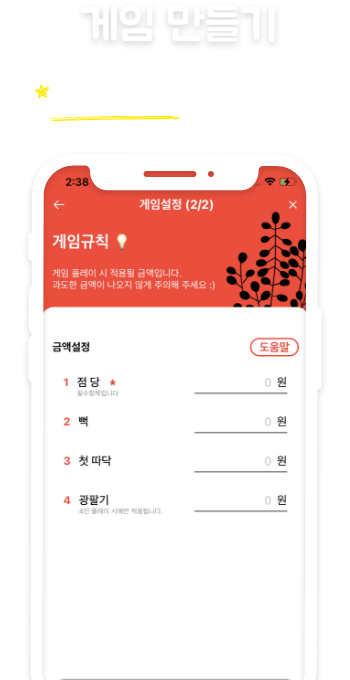 게임 만들기
2:38
게임설정 (2/2)
게임규칙
게임 플레이 시 적용될 금액입니다.
과도한 금액이 나오지 않게 주의해 주세요 :)
금액설정 도움말
1 점 당 ★ 0 원
필수항목입니다
2 뻑 0 원
3 첫 따닥 0 원
4 광팔기 0 원
4인 플레이 시에만 적용됩니다.